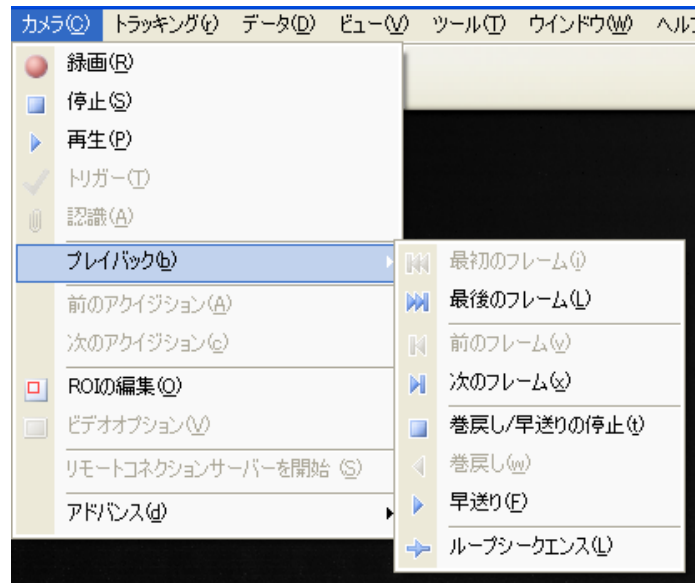 カメラ(C) トラッキング(r) データ(D) ビュー(V) ツール(T) ウインドウ(W)
録画(R)
停止(S)
再生(P)
トリガー(T)
認識(A)
プレイバック(b)
前のアクイジション(A)
次のアクイジション(c)
ROIの編集(O)
ビデオオプション(V)
リモートコネクションサーバーを開始 (S)
アドバンス(d)
最初のフレーム(i)
最後のフレーム(L)
前のフレーム(v)
次のフレーム(x)
巻戻し/早送りの停止(t)
巻戻し(w)
早送り(F)
ループシークエンス(L)